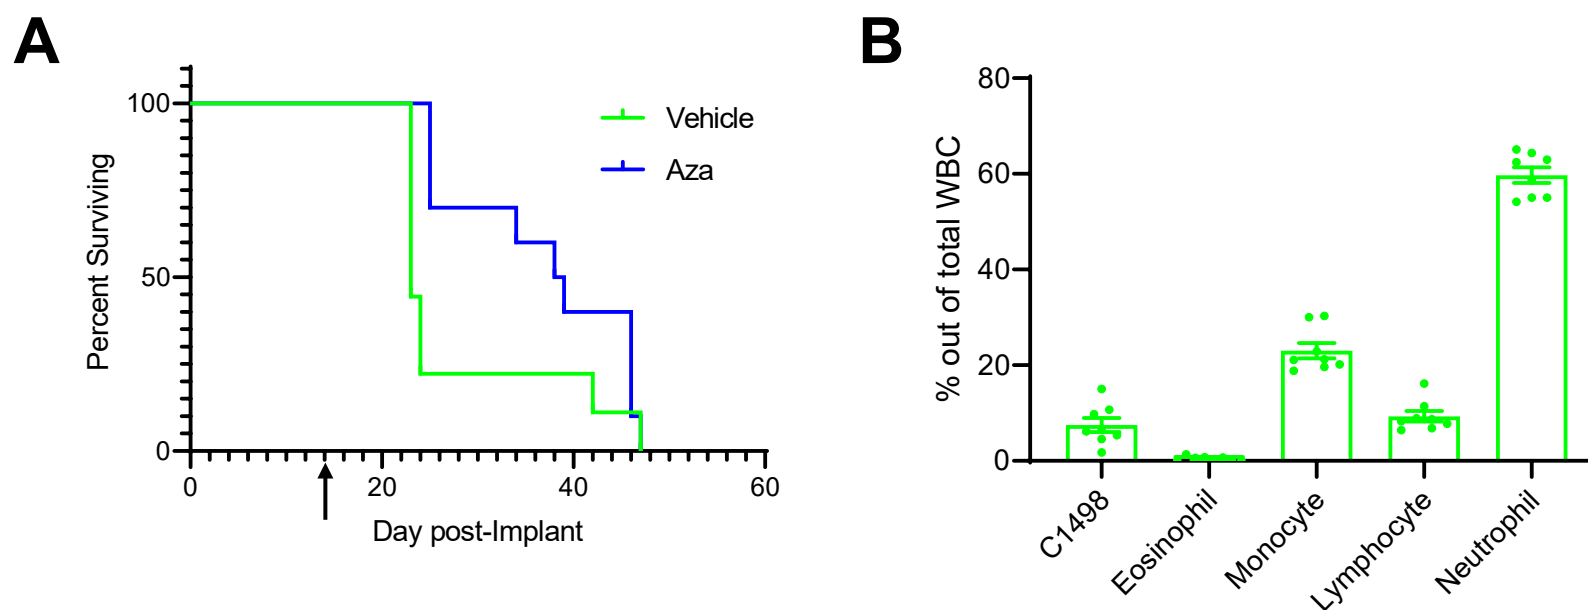 A
Percent Surviving
100
50
0
0 20 40 60
Day post-Implant
Vehicle
Aza
B
% out of total WBC
80
60
40
20
0
C1498
Eosinophil
Monocyte
Lymphocyte
Neutrophil